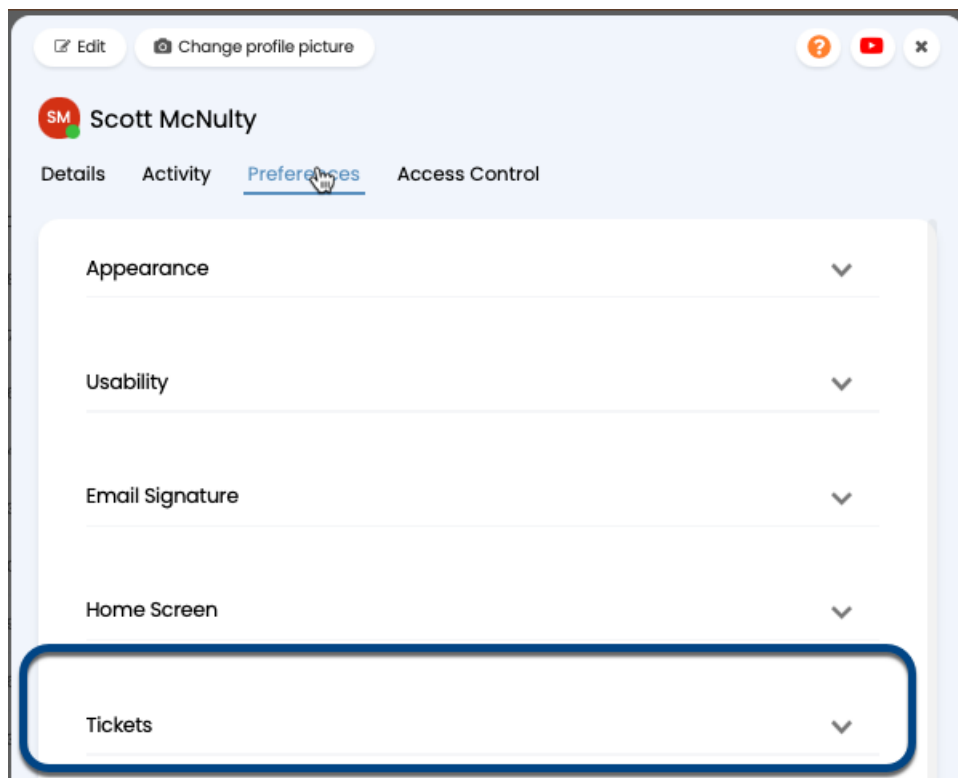 Edit Change profile picture ?
SM Scott McNulty
Details Activity Preferences Access Control
Appearance
Usability
Email Signature
Home Screen
Tickets